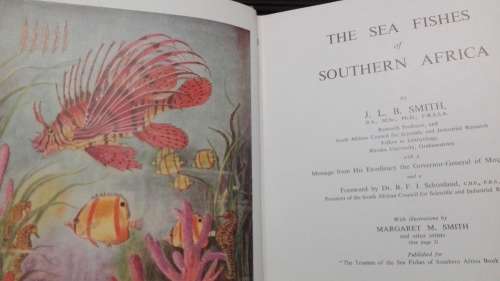 THE SEA FISHES
of
SOUTHERN AFRICA
by
J. L. B. SMITH,
Research Professor, and
South African Council for Scientific and Industrial Research
Fellow in Ichthyology,
Rhodes University, Grahamstown
with a
Message from His Excellency the Governor-General of
and a
Foreword by Dr. B. F. J. Schonland,
President of the South African Council for Scientific and Industrial
With illustrations by
MARGARET M. SMITH
and other artists
(See page
Published for
"The Trustees of the Sea Fishes of Southern Africa Book